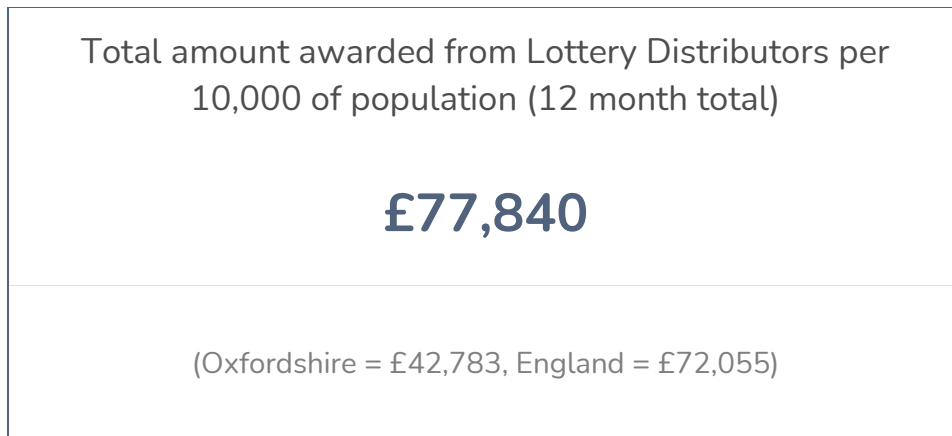 Total amount awarded from Lottery Distributors per
10,000 of population (12 month total)
£77,840
(Oxfordshire = £42,783, England = £72,055)